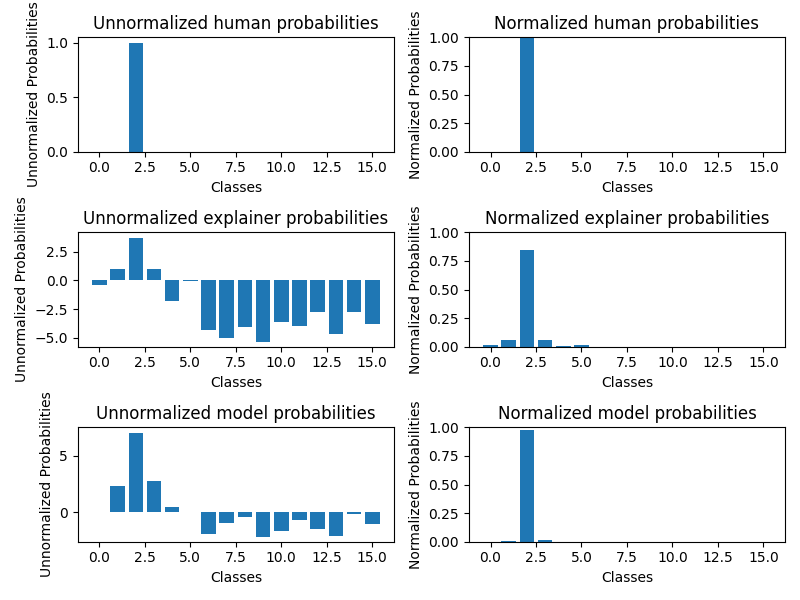 Unnormalized human probabilities
Unnormalized Probabilities
1.0
0.5
0.0
0.0 2.5 5.0 7.5 10.0 12.5 15.0
Classes
Normalized human probabilities
Normalized Probabilities
1.00
0.75
0.50
0.25
0.00
0.0 2.5 5.0 7.5 10.0 12.5 15.0
Classes
Unnormalized explainer probabilities
Unnormalized Probabilities
2.5
0.0
−2.5
−5.0
0.0 2.5 5.0 7.5 10.0 12.5 15.0
Classes
Normalized explainer probabilities
Normalized Probabilities
1.00
0.75
0.50
0.25
0.00
0.0 2.5 5.0 7.5 10.0 12.5 15.0
Classes
Unnormalized model probabilities
Unnormalized Probabilities
5
0
0.0 2.5 5.0 7.5 10.0 12.5 15.0
Classes
Normalized model probabilities
Normalized Probabilities
1.00
0.75
0.50
0.25
0.00
0.0 2.5 5.0 7.5 10.0 12.5 15.0
Classes